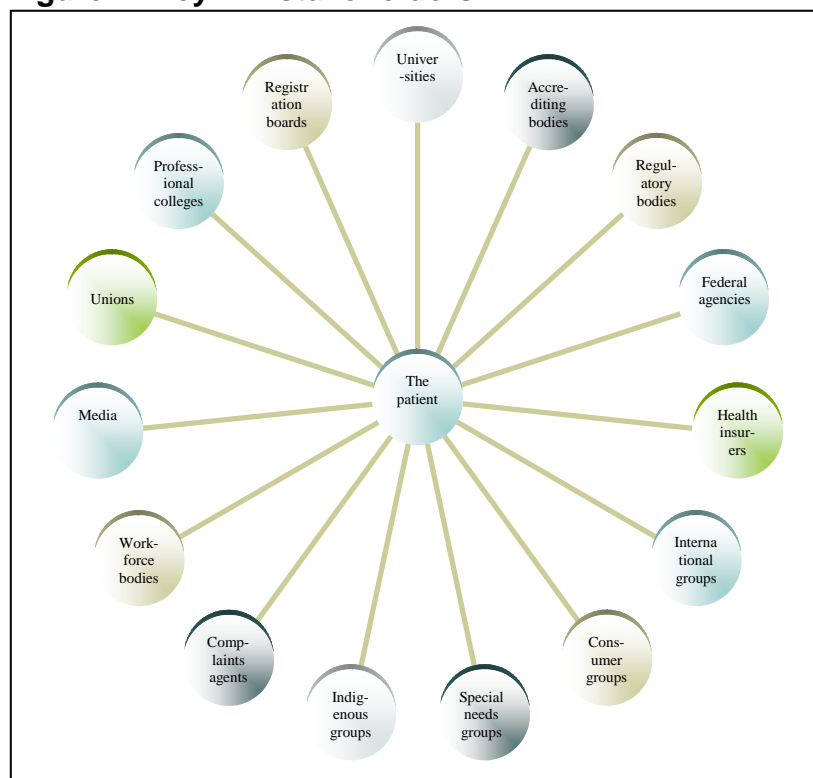 Univer
-sities
Accre-
diting
bodies
Regul-
atory
bodies
Federal
agencies
Health
insur-
ers
Interna
tional
groups
Cons-
umer
groups
Special
needs
groups
Indig-
enous
groups
Comp-
laints
agents
Work-
force
bodies
Media
Unions
Profess-
ional
colleges
Registr
ation
boards
The
patient